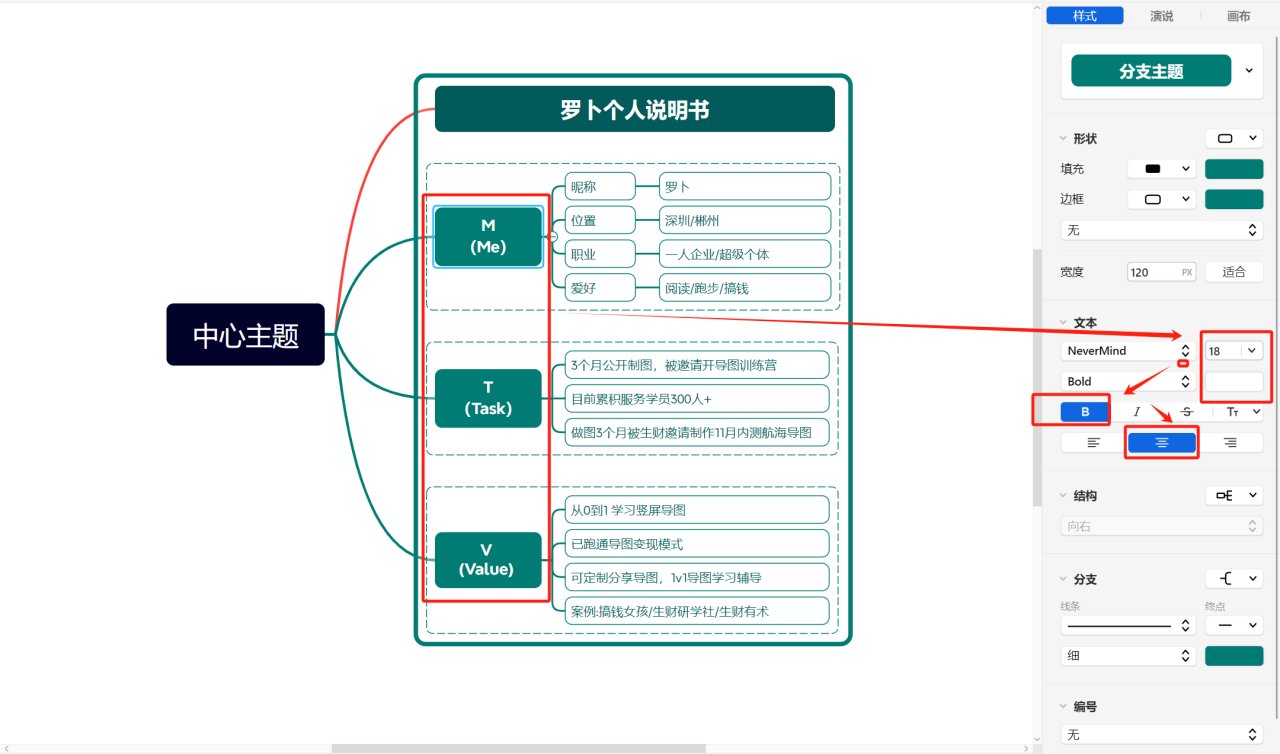 样式
演说
画布
分支主题
罗卜个人说明书
中心主题
M
(Me)
昵称
罗卜
位置
深圳/郴州
职业
一人企业/超级个体
爱好
阅读/跑步/搞钱
T
(Task)
3个月公开制图，被邀请开导图训练营
目前累积服务学员300人+
做图3个月被生财邀请制作11月内测航海导图
V
(Value)
从0到1 学习竖屏导图
已跑通导图变现模式
可定制分享导图，1v1导图学习辅导
案例:搞钱女孩/生财研学社/生财有术
形状
填充
边框
无
宽度
120 PX
适合
文本
NeverMind
18
Bold
B
I
S
Tт
结构
向右
分支
线条
终点
细
编号
无